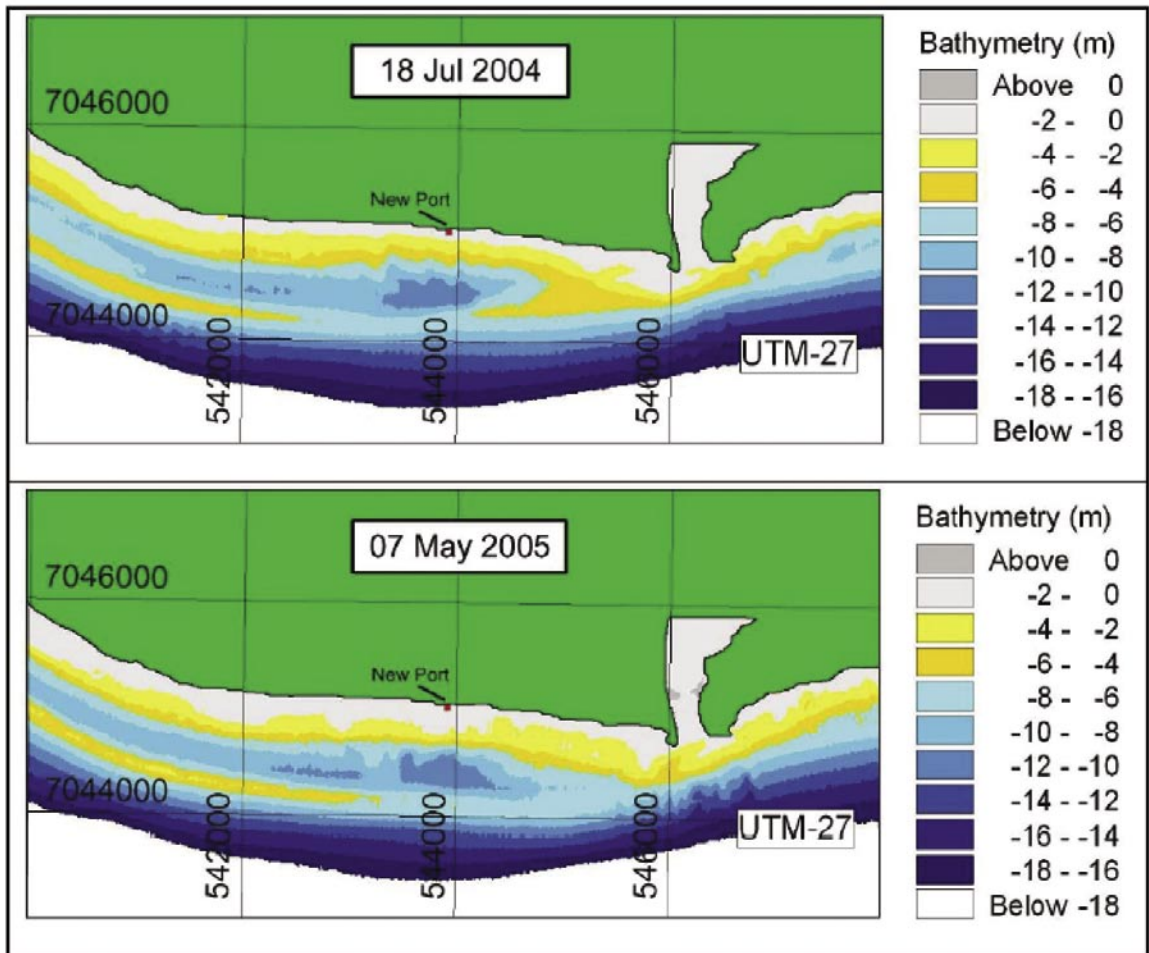 18 Jul 2004
7046000
New Port
7044000
542000
544000
546000
UTM-27
Bathymetry (m)
Above 0
-2 - 0
-4 - -2
-6 - -4
-8 - -6
-10 - -8
-12 - -10
-14 - -12
-16 - -14
-18 - -16
Below -18
07 May 2005
7046000
New Port
7044000
542000
544000
546000
UTM-27
Bathymetry (m)
Above 0
-2 - 0
-4 - -2
-6 - -4
-8 - -6
-10 - -8
-12 - -10
-14 - -12
-16 - -14
-18 - -16
Below -18